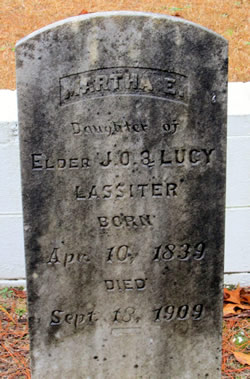 MARTHA E.
Daughter of
ELDER J.O. & LUCY
LASSITER
BORN
Apr. 10, 1839
DIED
Sept. 13, 1909